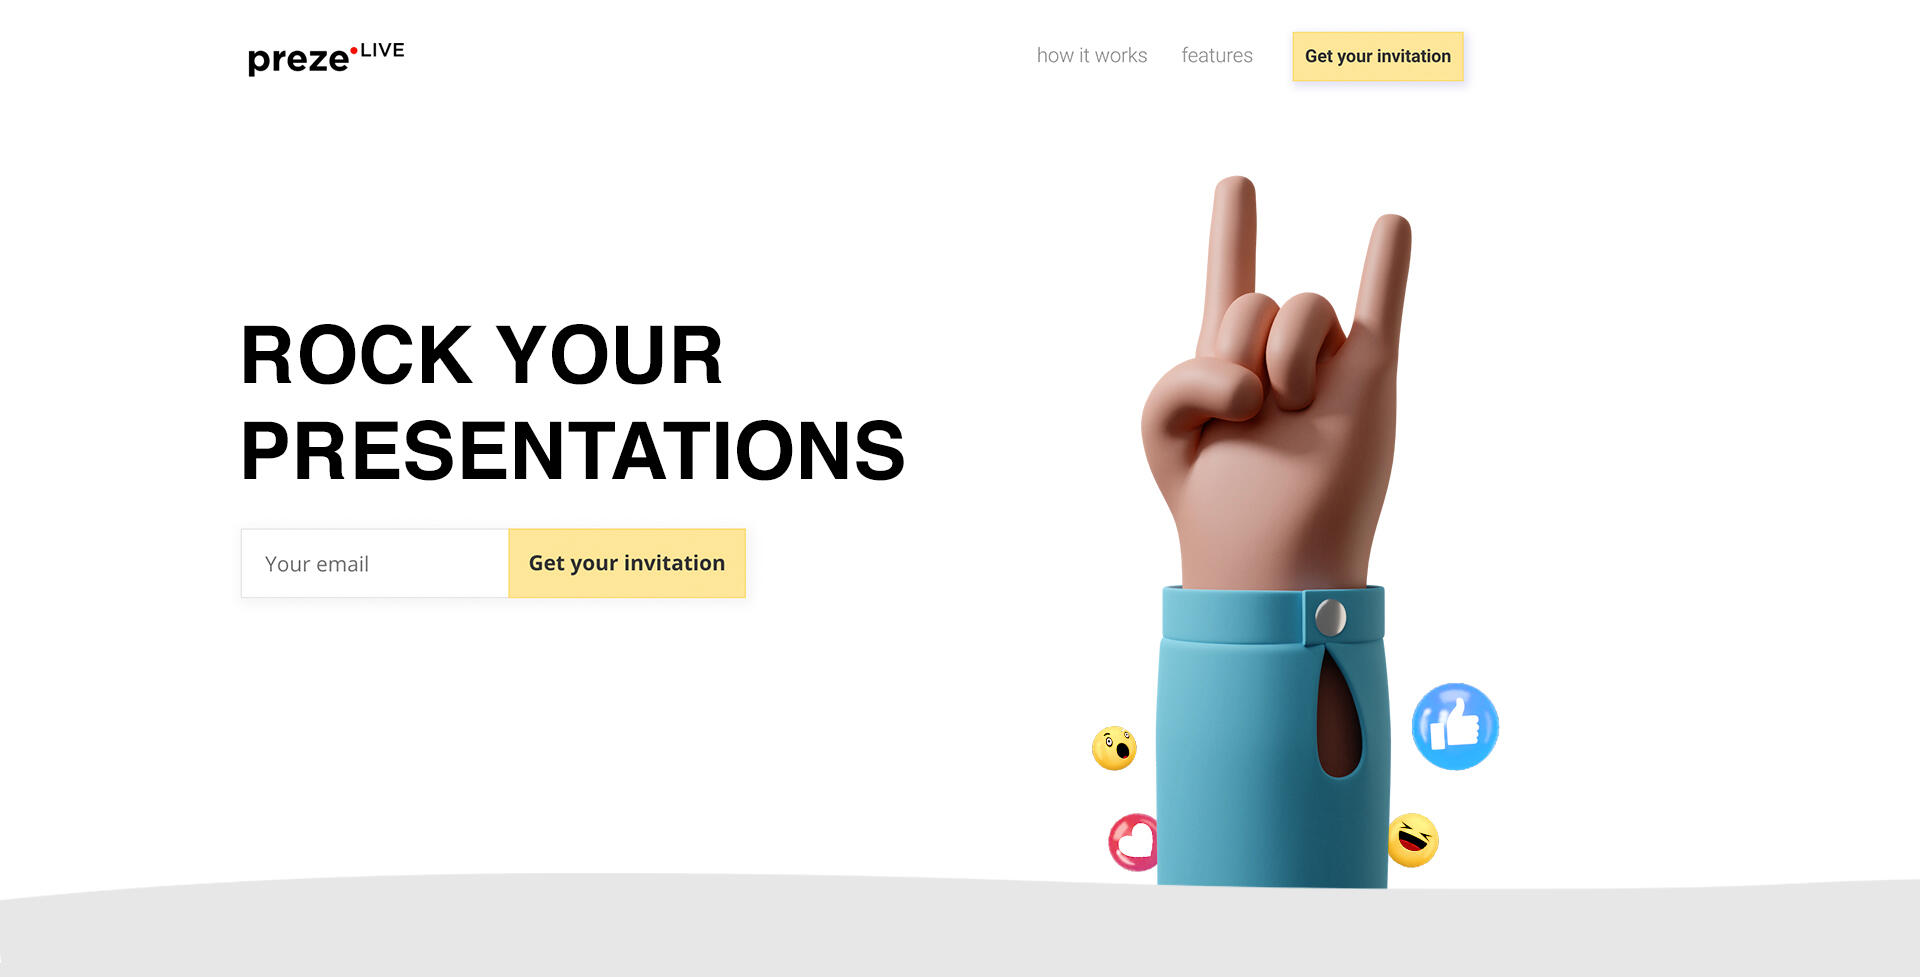 preze LIVE
how it works
features
Get your invitation
ROCK YOUR
PRESENTATIONS
Your email
Get your invitation